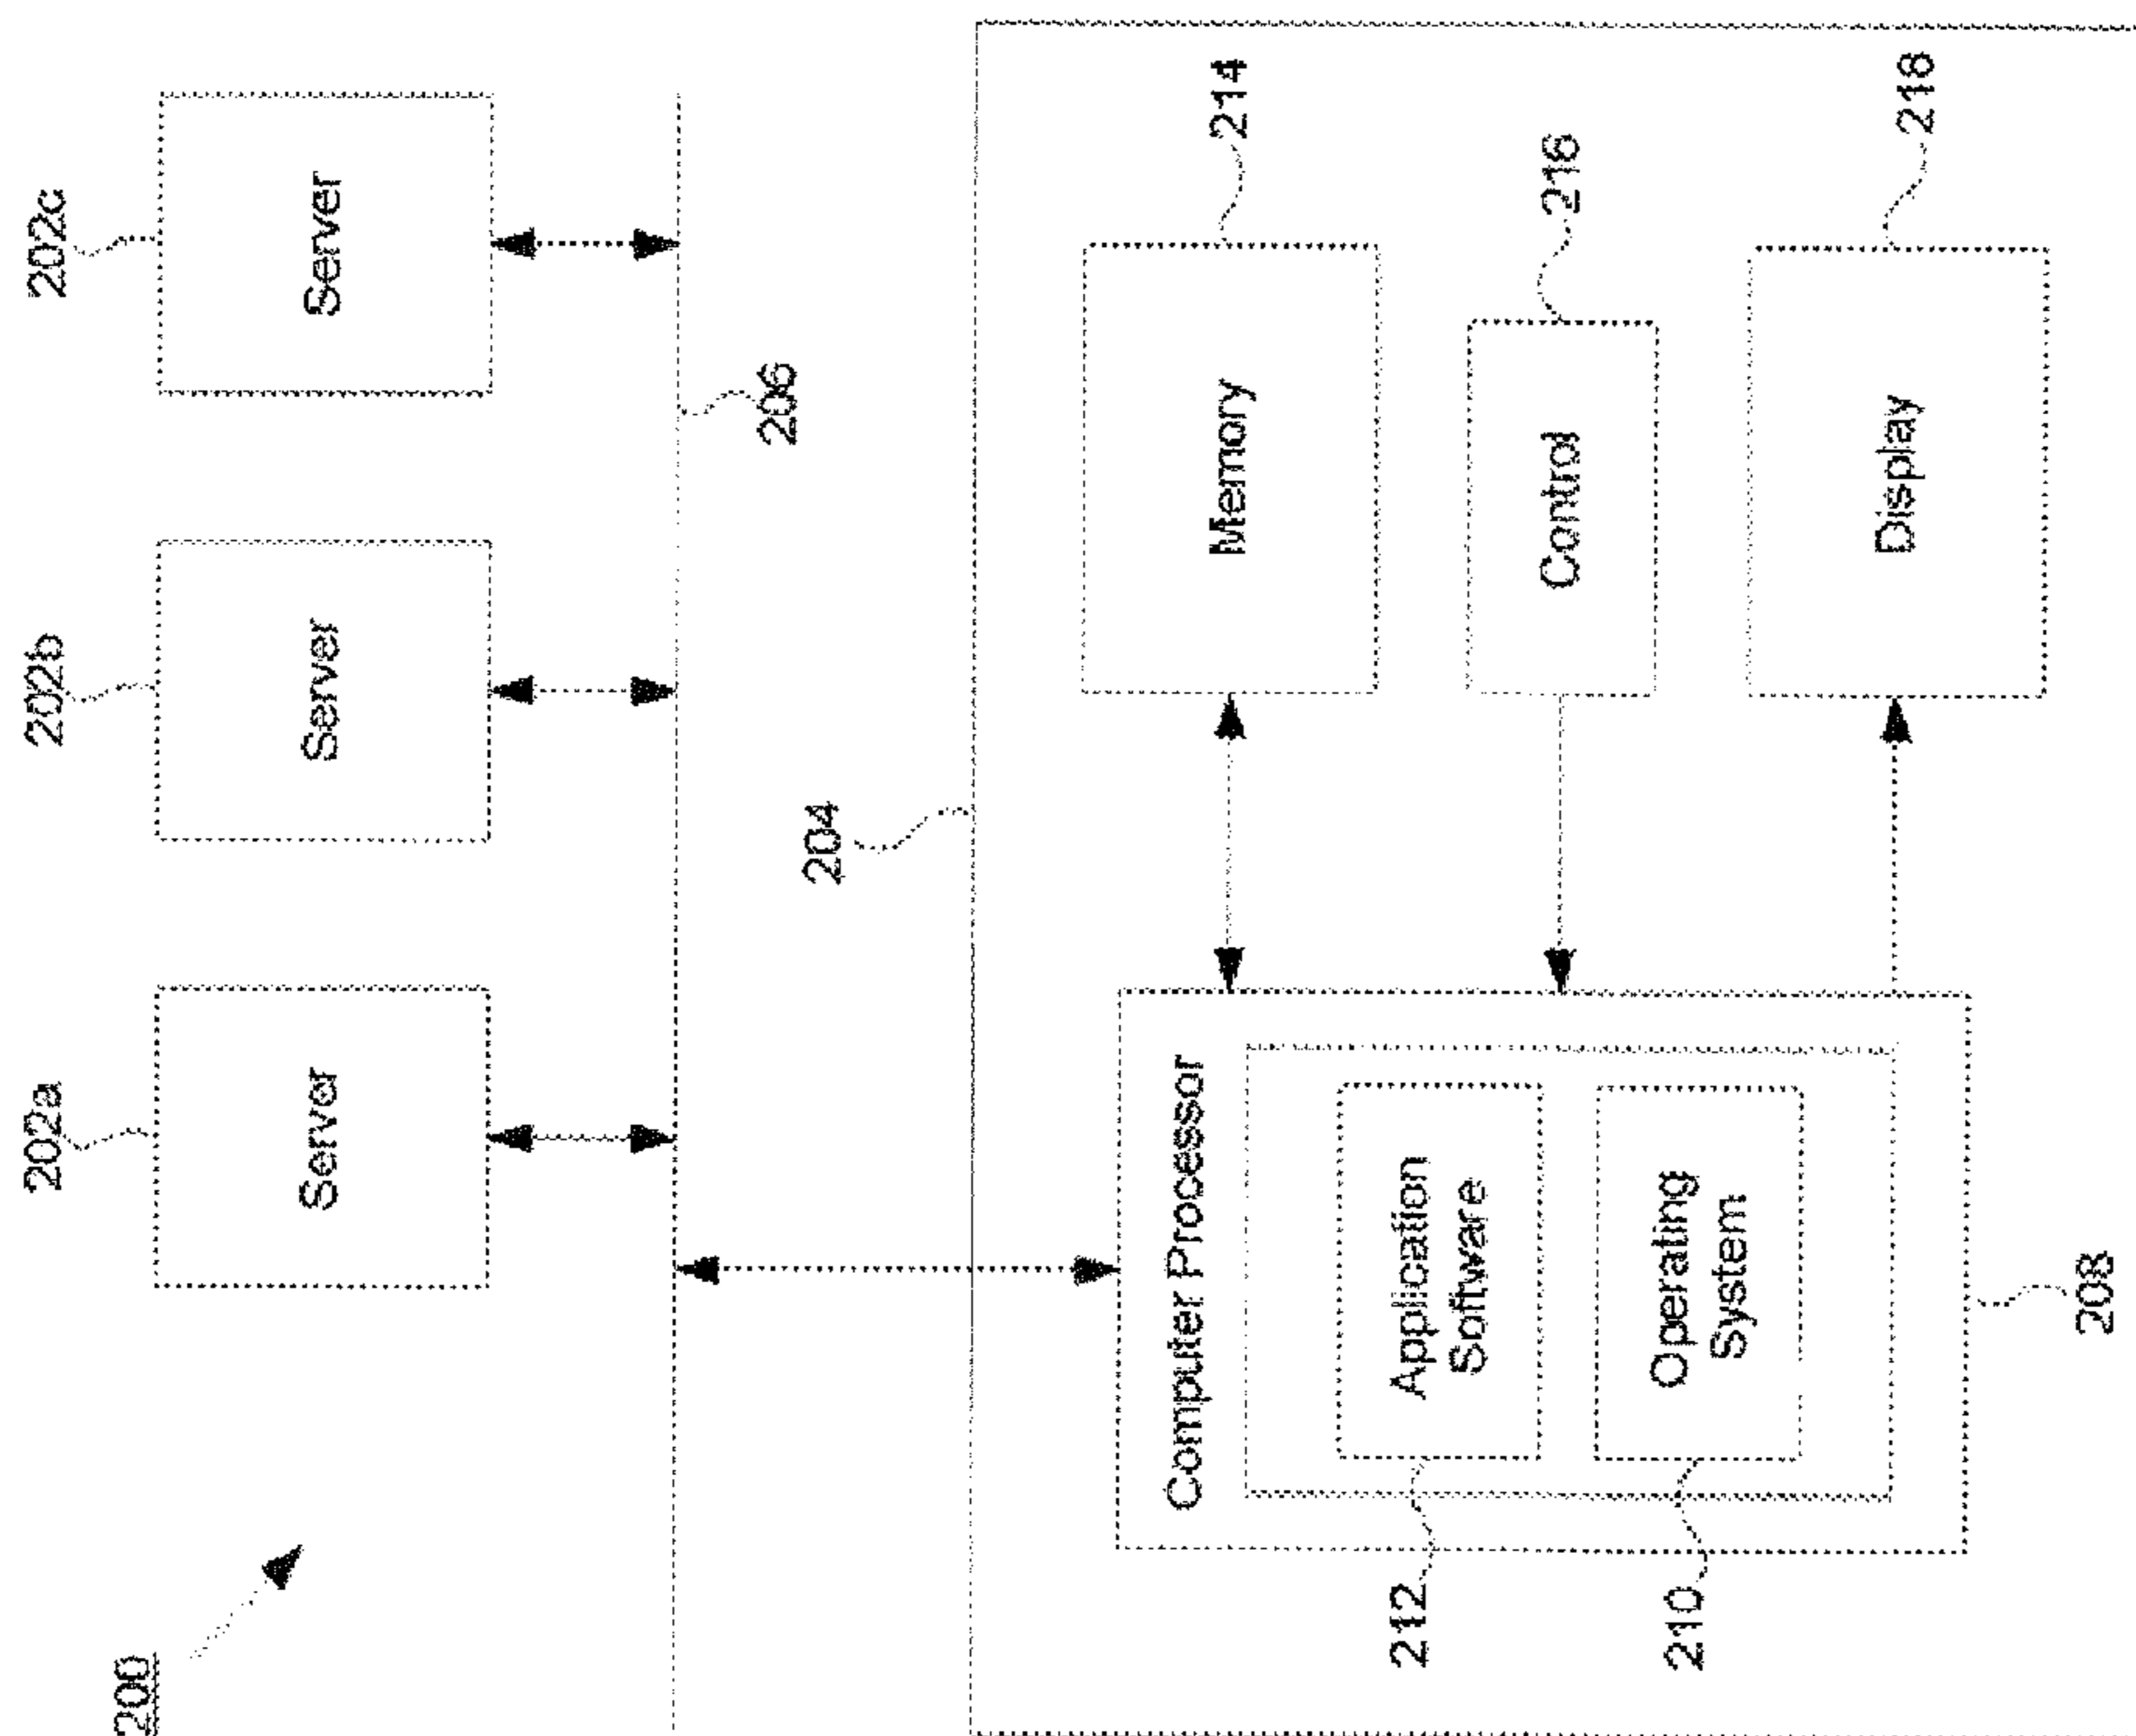 202a
202b
202c
200
Server
Server
Server
206
204
Computer Processor
Memory
214
212
Application
Software
Control
216
210
Operating
System
Display
218
208